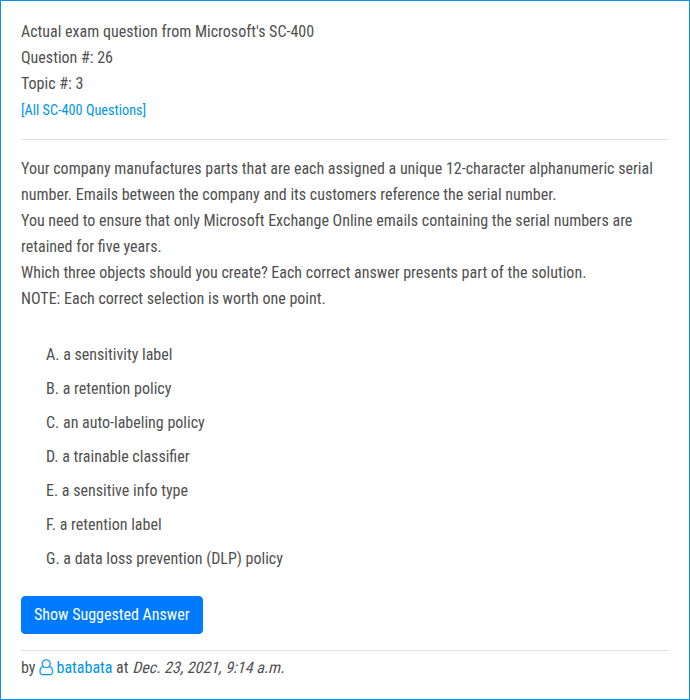 Actual exam question from Microsoft's SC-400
Question #: 26
Topic #: 3
[All SC-400 Questions]
Your company manufactures parts that are each assigned a unique 12-character alphanumeric serial
number. Emails between the company and its customers reference the serial number.
You need to ensure that only Microsoft Exchange Online emails containing the serial numbers are
retained for five years.
Which three objects should you create? Each correct answer presents part of the solution.
NOTE: Each correct selection is worth one point.
A. a sensitivity label
B. a retention policy
C. an auto-labeling policy
D. a trainable classifier
E. a sensitive info type
F. a retention label
G. a data loss prevention (DLP) policy
Show Suggested Answer
by batabata at Dec. 23, 2021, 9:14 a.m.